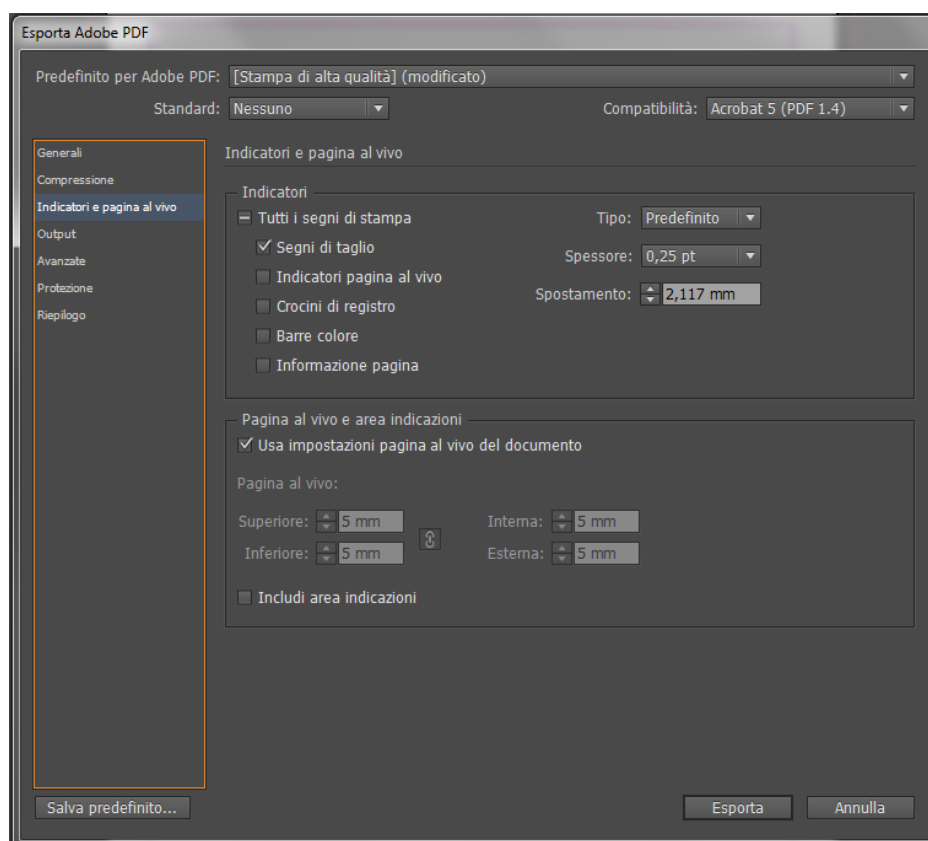 Esporta Adobe PDF
Predefinito per Adobe PDF: [Stampa di alta qualità] (modificato)
Standard: Nessuno Compatibilità: Acrobat 5 (PDF 1.4)
Generali
Compressione
Indicatori e pagina al vivo
Output
Avanzate
Protezione
Riepilogo
Indicatori e pagina al vivo
Indicatori
Tutti i segni di stampa
Segni di taglio
Indicatori pagina al vivo
Crocini di registro
Barre colore
Informazione pagina
Tipo: Predefinito
Spessore: 0,25 pt
Spostamento: 2,117 mm
Pagina al vivo e area indicazioni
Usa impostazioni pagina al vivo del documento
Pagina al vivo:
Superiore: 5 mm Interna: 5 mm
Inferiore: 5 mm Esterna: 5 mm
Includi area indicazioni
Salva predefinito... Esporta Annulla